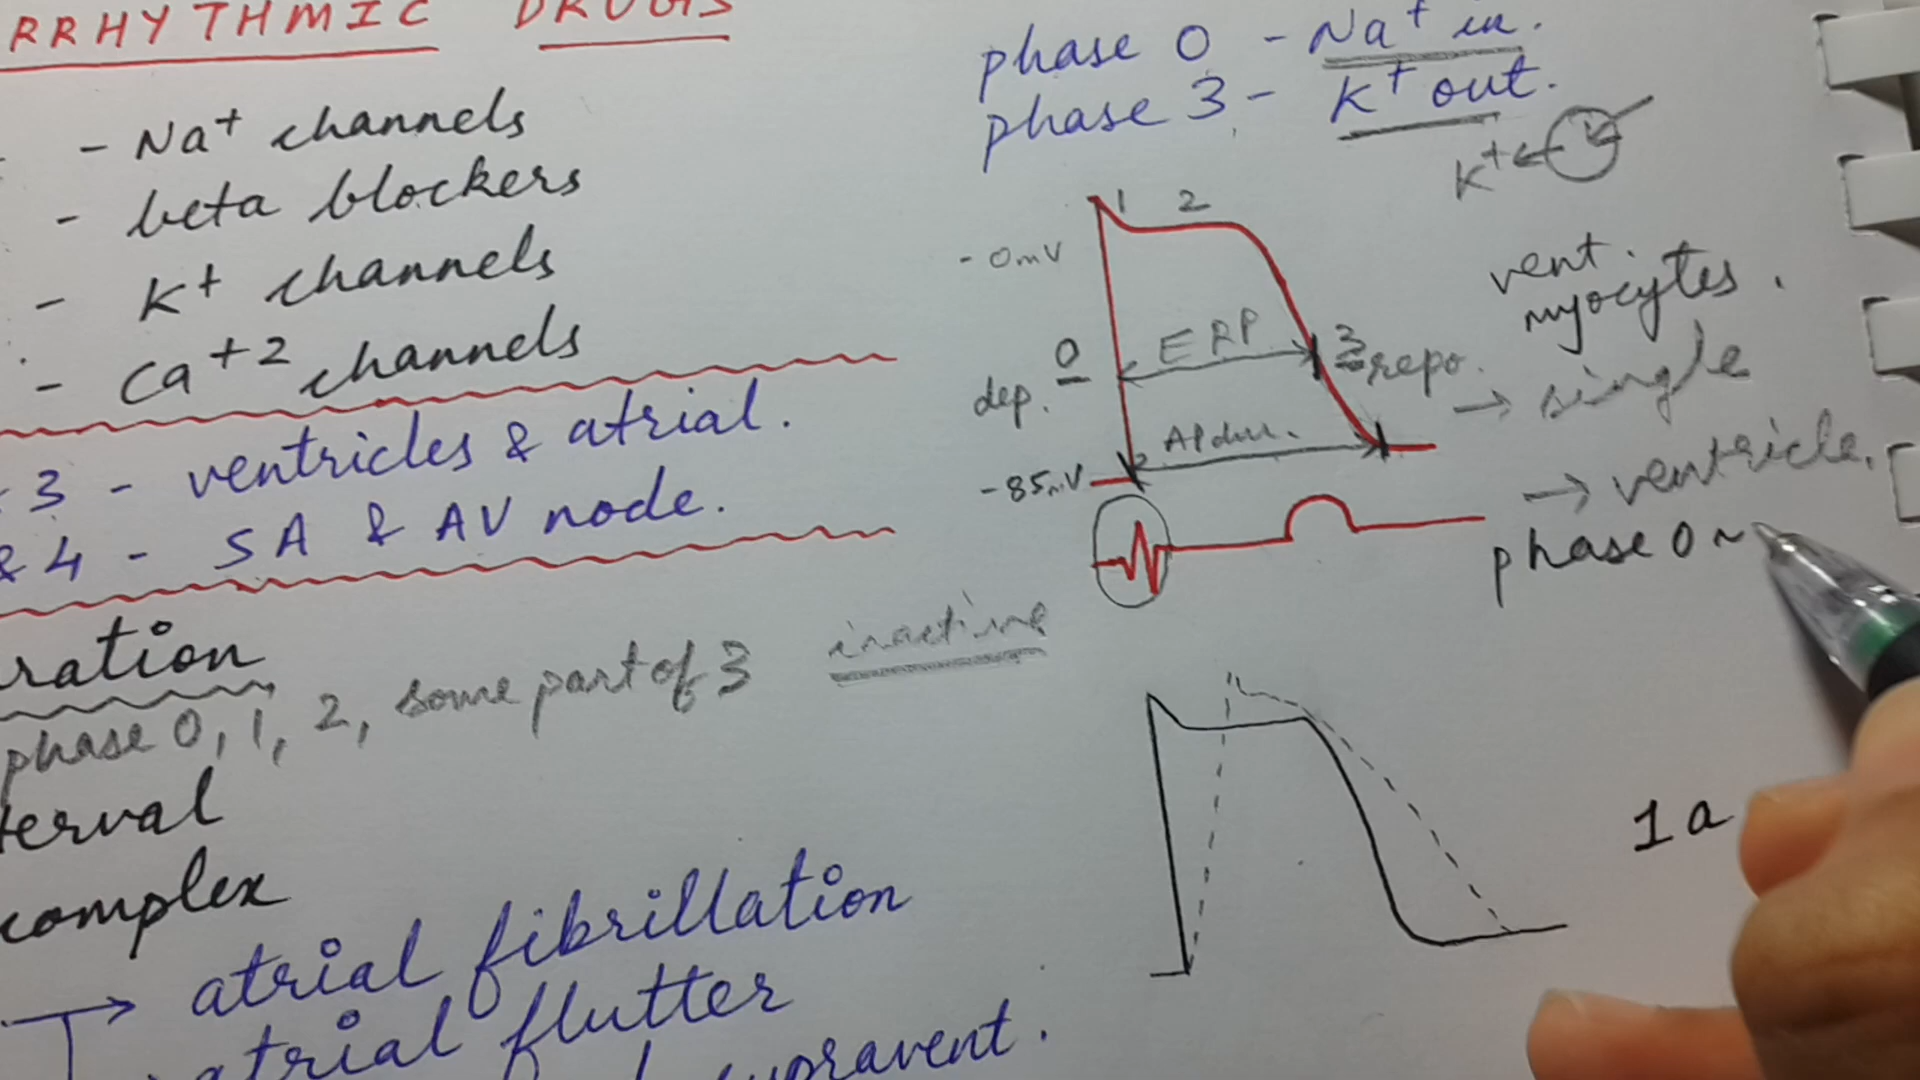 RRHYTHMIC DRUGS
- Na+ channels
- beta blockers
- K+ channels
- Ca+2 channels
3 - ventricles & atrial.
& 4 - SA & AV node.
ration
phase 0, 1, 2, some part of 3 inactive
terval
complex
→ atrial fibrillation
atrial flutter
supravent.
phase 0 - Na+ in.
phase 3 - K+ out.
K+
1 2
- 0mV
vent.
myocytes.
0
ERP
3
dep.
repo.
→ single
AP dur.
-85mV
→ ventricle.
phase 0 ~
1a